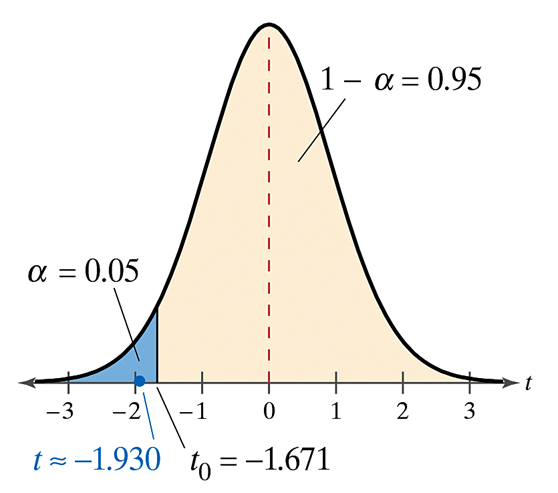 1 − α = 0.95
α = 0.05
−3 −2 −1 0 1 2 3 t
t ≈ −1.930 t₀ = −1.671